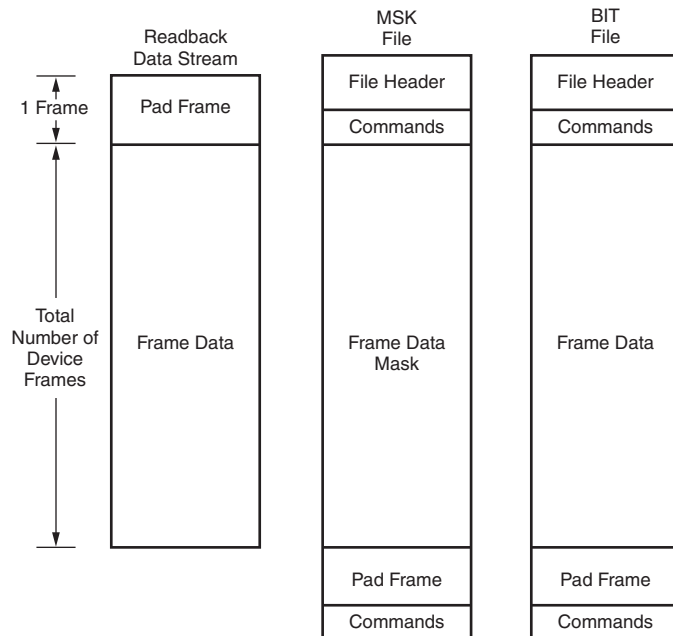 Readback
Data Stream
MSK
File
BIT
File
1 Frame
Pad Frame
File Header
File Header
Commands
Commands
Total
Number of
Device
Frames
Frame Data
Frame Data
Mask
Frame Data
Pad Frame
Pad Frame
Commands
Commands